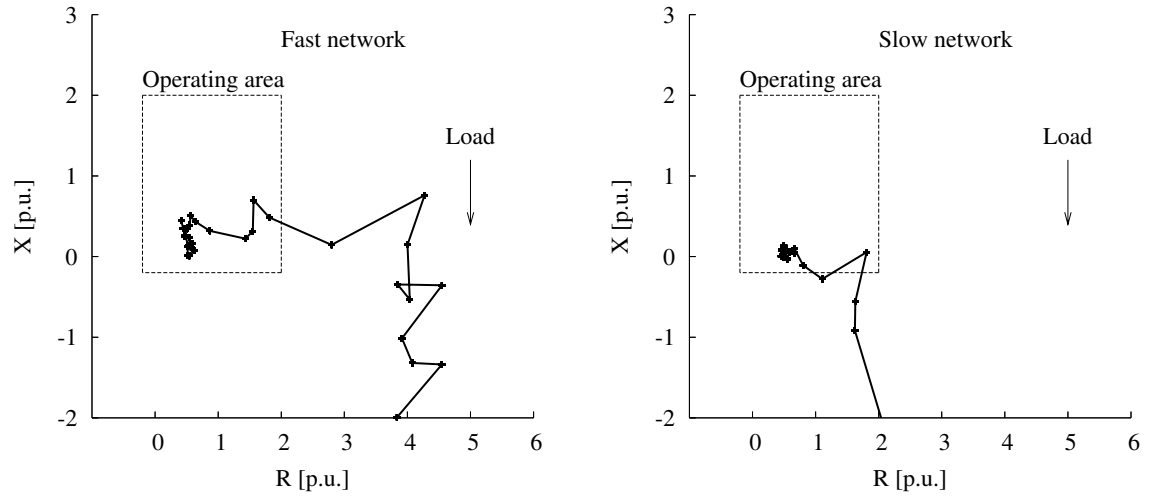 Fast network
Operating area
Load
3
2
1
0
-1
-2
X [p.u.]
0 1 2 3 4 5 6
R [p.u.]
Slow network
Operating area
Load
3
2
1
0
-1
-2
X [p.u.]
0 1 2 3 4 5 6
R [p.u.]